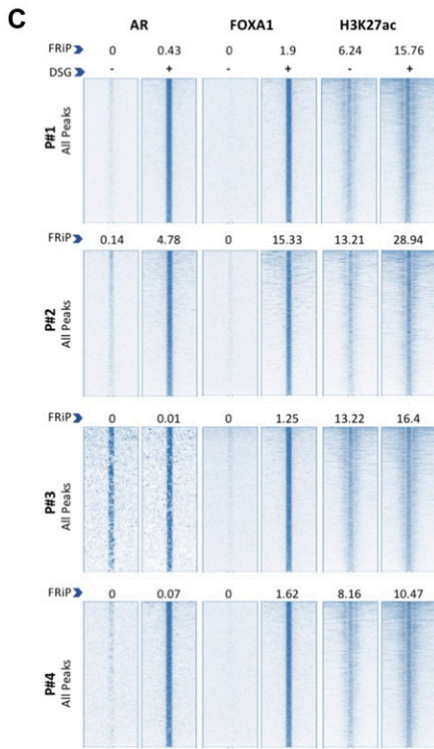 C
AR FOXA1 H3K27ac
FRiP 0 0.43 0 1.9 6.24 15.76
DSG - + - + - +
P#1
All Peaks
FRiP 0.14 4.78 0 15.33 13.21 28.94
P#2
All Peaks
FRiP 0 0.01 0 1.25 13.22 16.4
P#3
All Peaks
FRiP 0 0.07 0 1.62 8.16 10.47
P#4
All Peaks